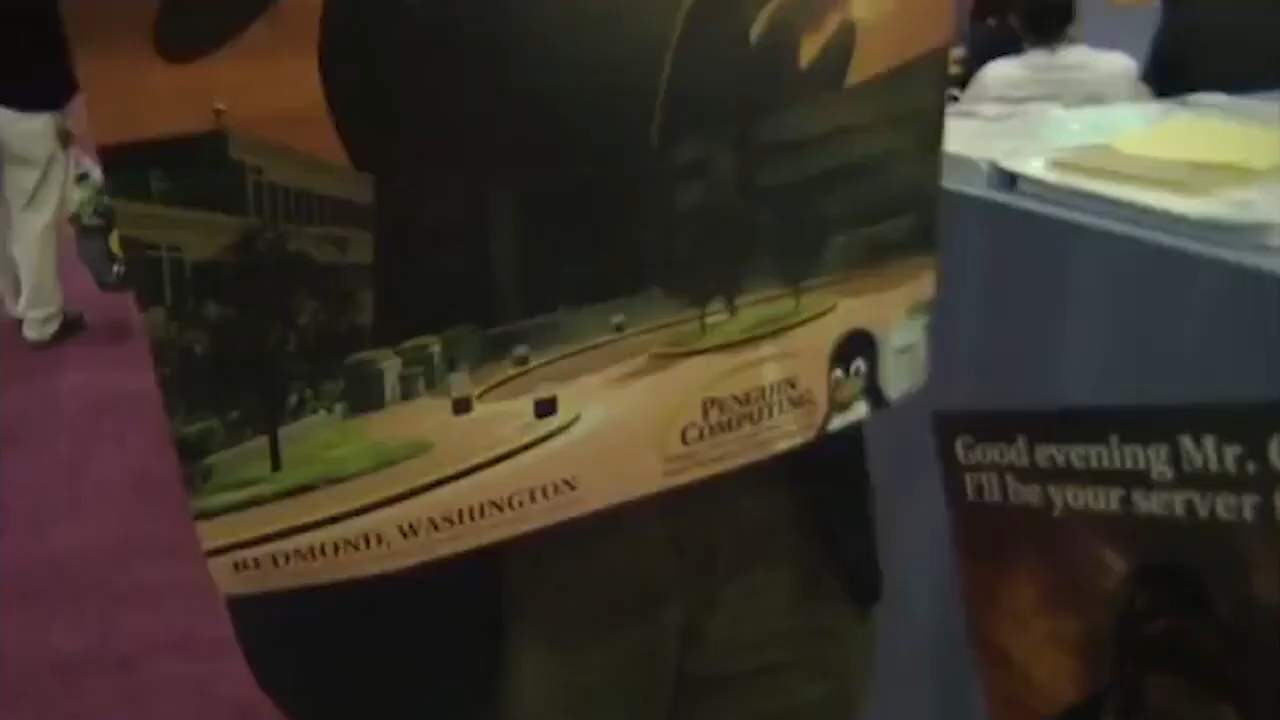 PENGUIN
COMPUTING
REDMOND, WASHINGTON
Good evening Mr.
I'll be your server